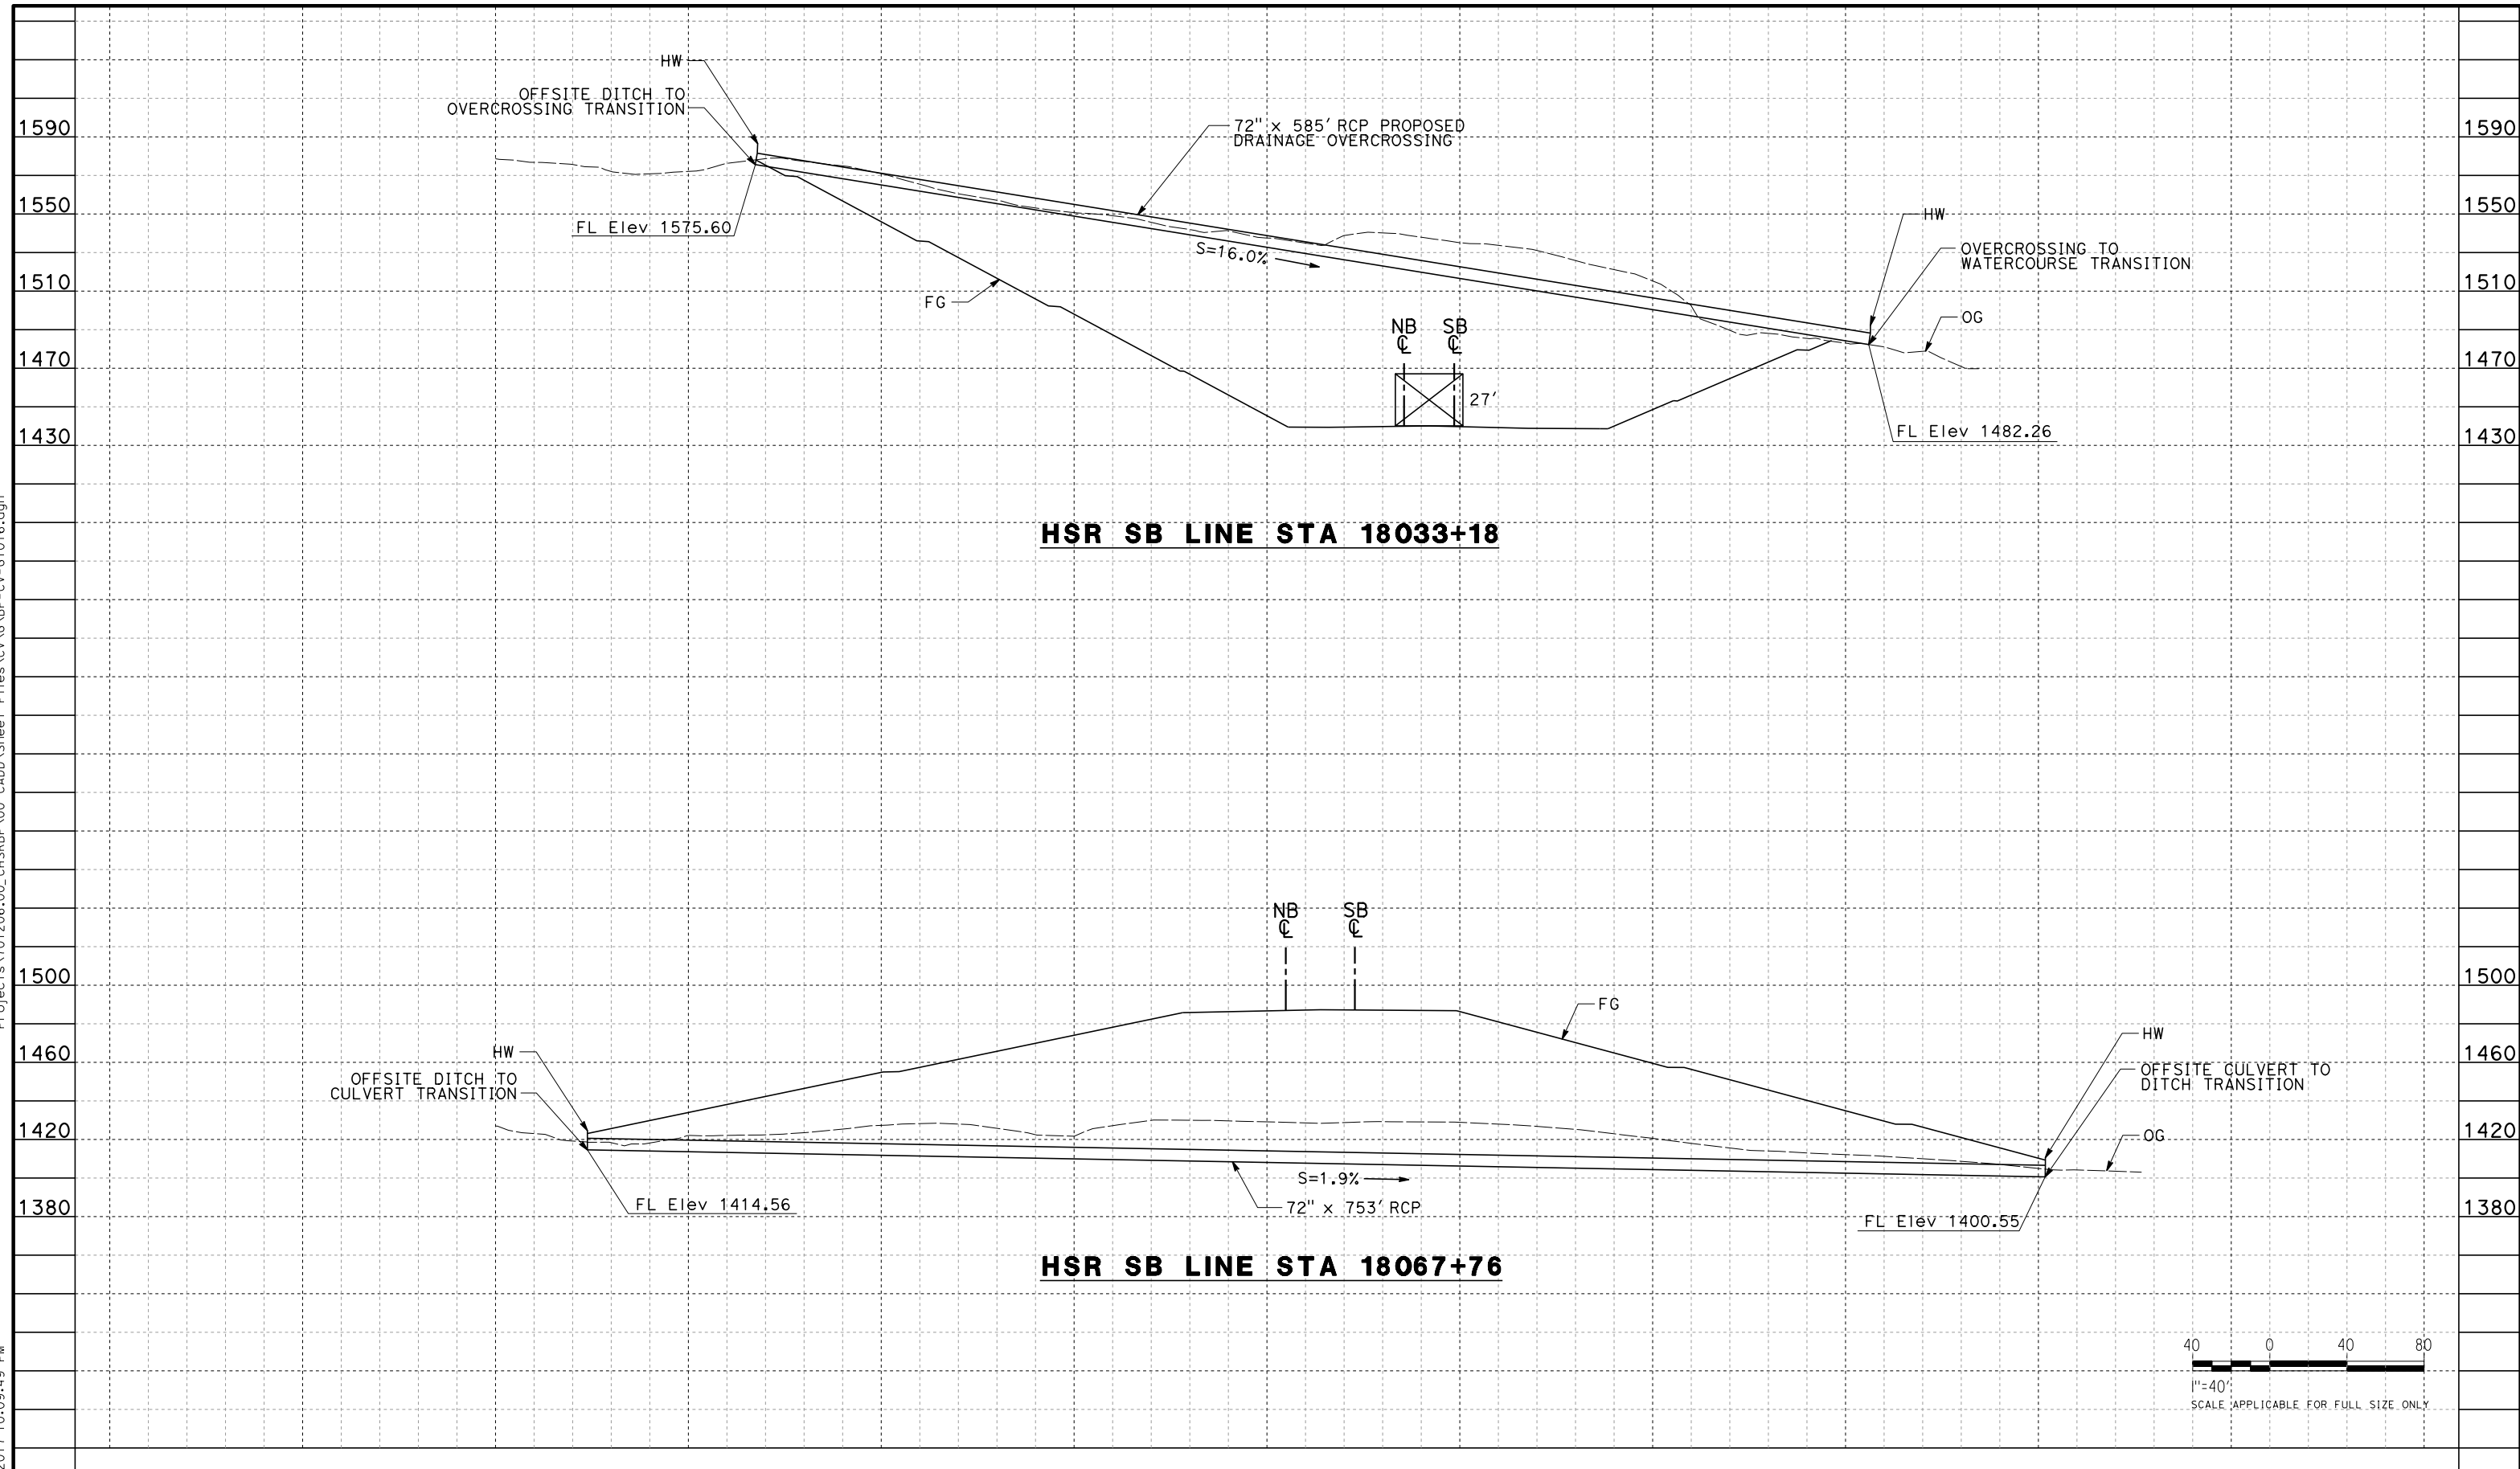 HW
OFFSITE DITCH TO
OVERCROSSING TRANSITION
1590
72" x 585' RCP PROPOSED
DRAINAGE OVERCROSSING
1590
1550
FL Elev 1575.60
S=16.0%
HW
OVERCROSSING TO
WATERCOURSE TRANSITION
1550
1510
FG
OG
1510
1470
NB
SB
27'
1470
1430
FL Elev 1482.26
1430
HSR SB LINE STA 18033+18
NB
SB
1500
FG
1500
1460
HW
OFFSITE DITCH TO
CULVERT TRANSITION
HW
OFFSITE CULVERT TO
DITCH TRANSITION
1460
1420
OG
1420
S=1.9%
72" x 753' RCP
1380
FL Elev 1414.56
FL Elev 1400.55
1380
HSR SB LINE STA 18067+76
40 0 40 80
1"=40'
SCALE APPLICABLE FOR FULL SIZE ONLY